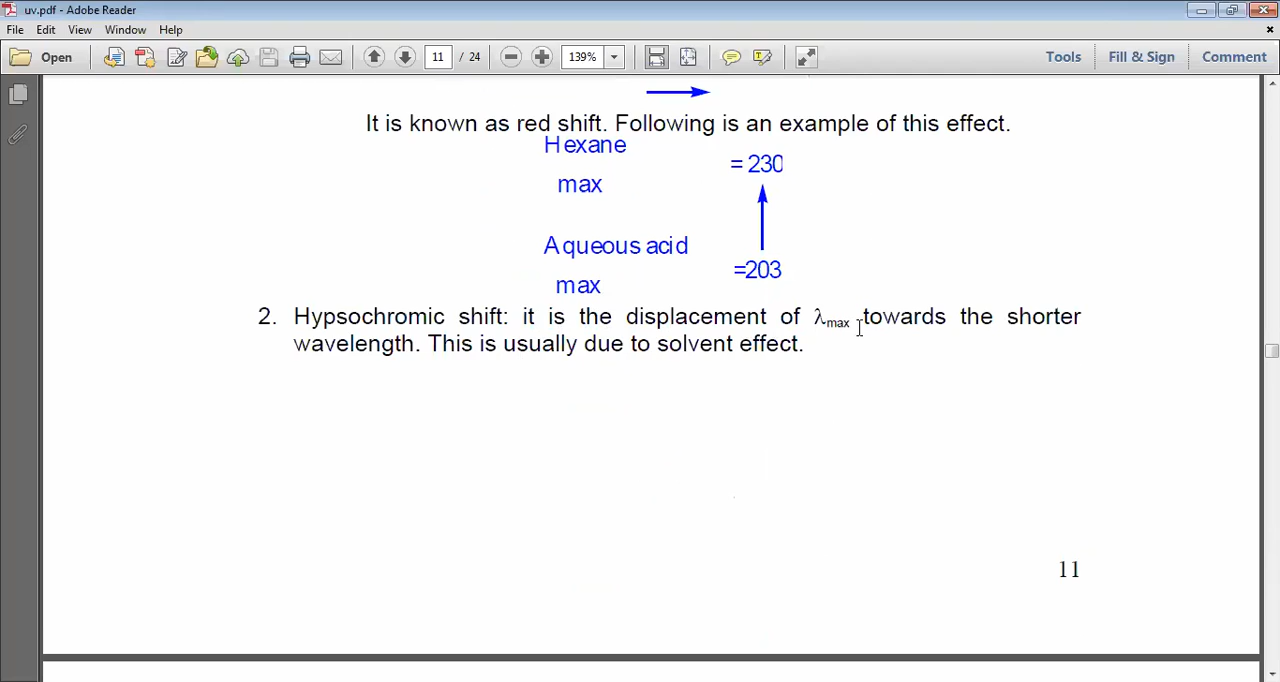 uv.pdf - Adobe Reader
File Edit View Window Help
Open 11 / 24 139% Tools Fill & Sign Comment
It is known as red shift. Following is an example of this effect.
Hexane
= 230
max
Aqueous acid
=203
max
2. Hypsochromic shift: it is the displacement of λmax towards the shorter
wavelength. This is usually due to solvent effect.
11